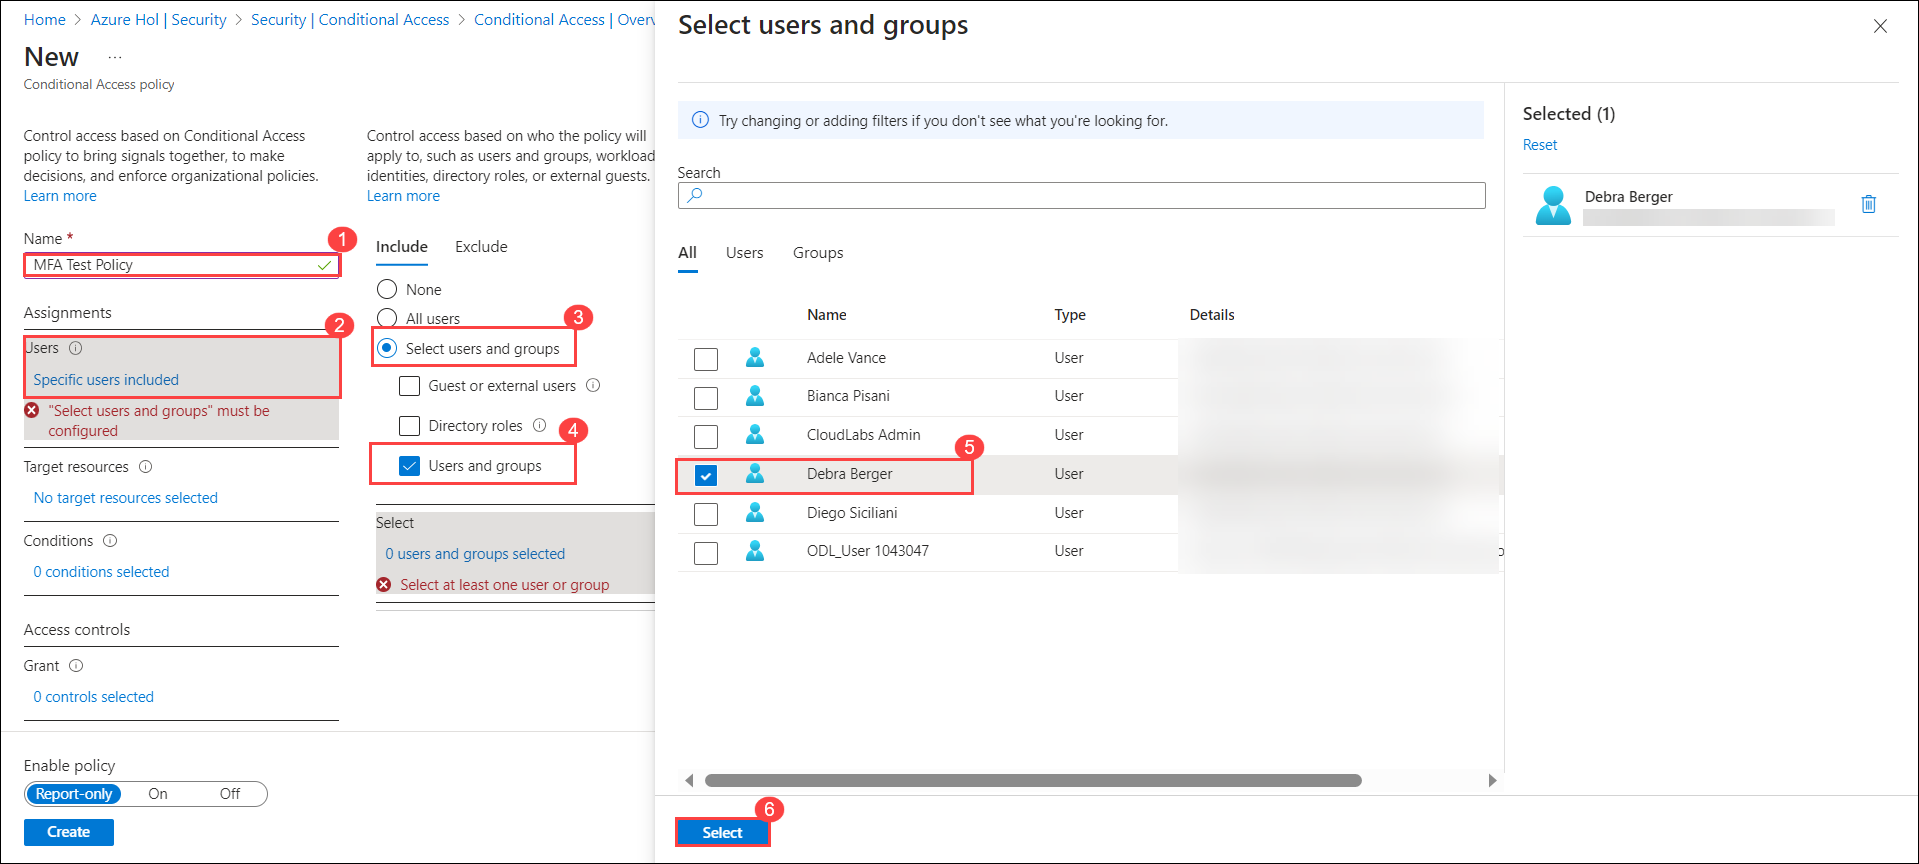 Home > Azure Hol | Security > Security | Conditional Access > Conditional Access |
New ...
Conditional Access policy
Control access based on Conditional Access
policy to bring signals together, to make
decisions, and enforce organizational policies.
Learn more
Name *
1
MFA Test Policy
Assignments
2
Users
Specific users included
"Select users and groups" must be
configured
Target resources
No target resources selected
Conditions
0 conditions selected
Access controls
Grant
0 controls selected
Enable policy
Report-only On Off
Create
Control access based on who the policy will
apply to, such as users and groups, workload
identities, directory roles, or external guests.
Learn more
Include Exclude
None
All users
3
Select users and groups
Guest or external users
Directory roles
4
Users and groups
Select
0 users and groups selected
Select at least one user or group
Select users and groups
Try changing or adding filters if you don't see what you're looking for.
Search
All Users Groups
Name Type Details
Adele Vance User
Bianca Pisani User
CloudLabs Admin User
5
Debra Berger User
Diego Siciliani User
ODL_User 1043047 User
6
Select
Selected (1)
Reset
Debra Berger